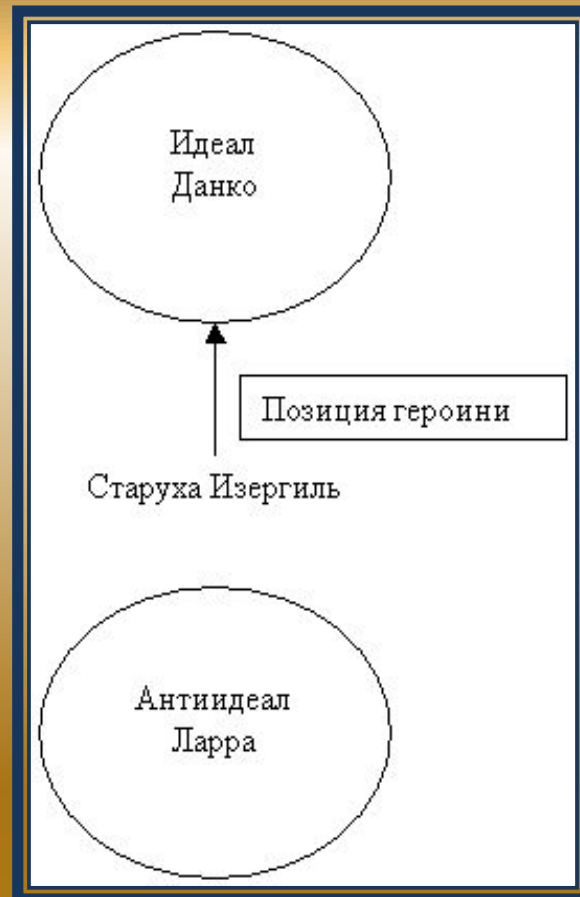 Идеал
Данко
Позиция героини
Старуха Изергиль
Антиидеал
Ларра